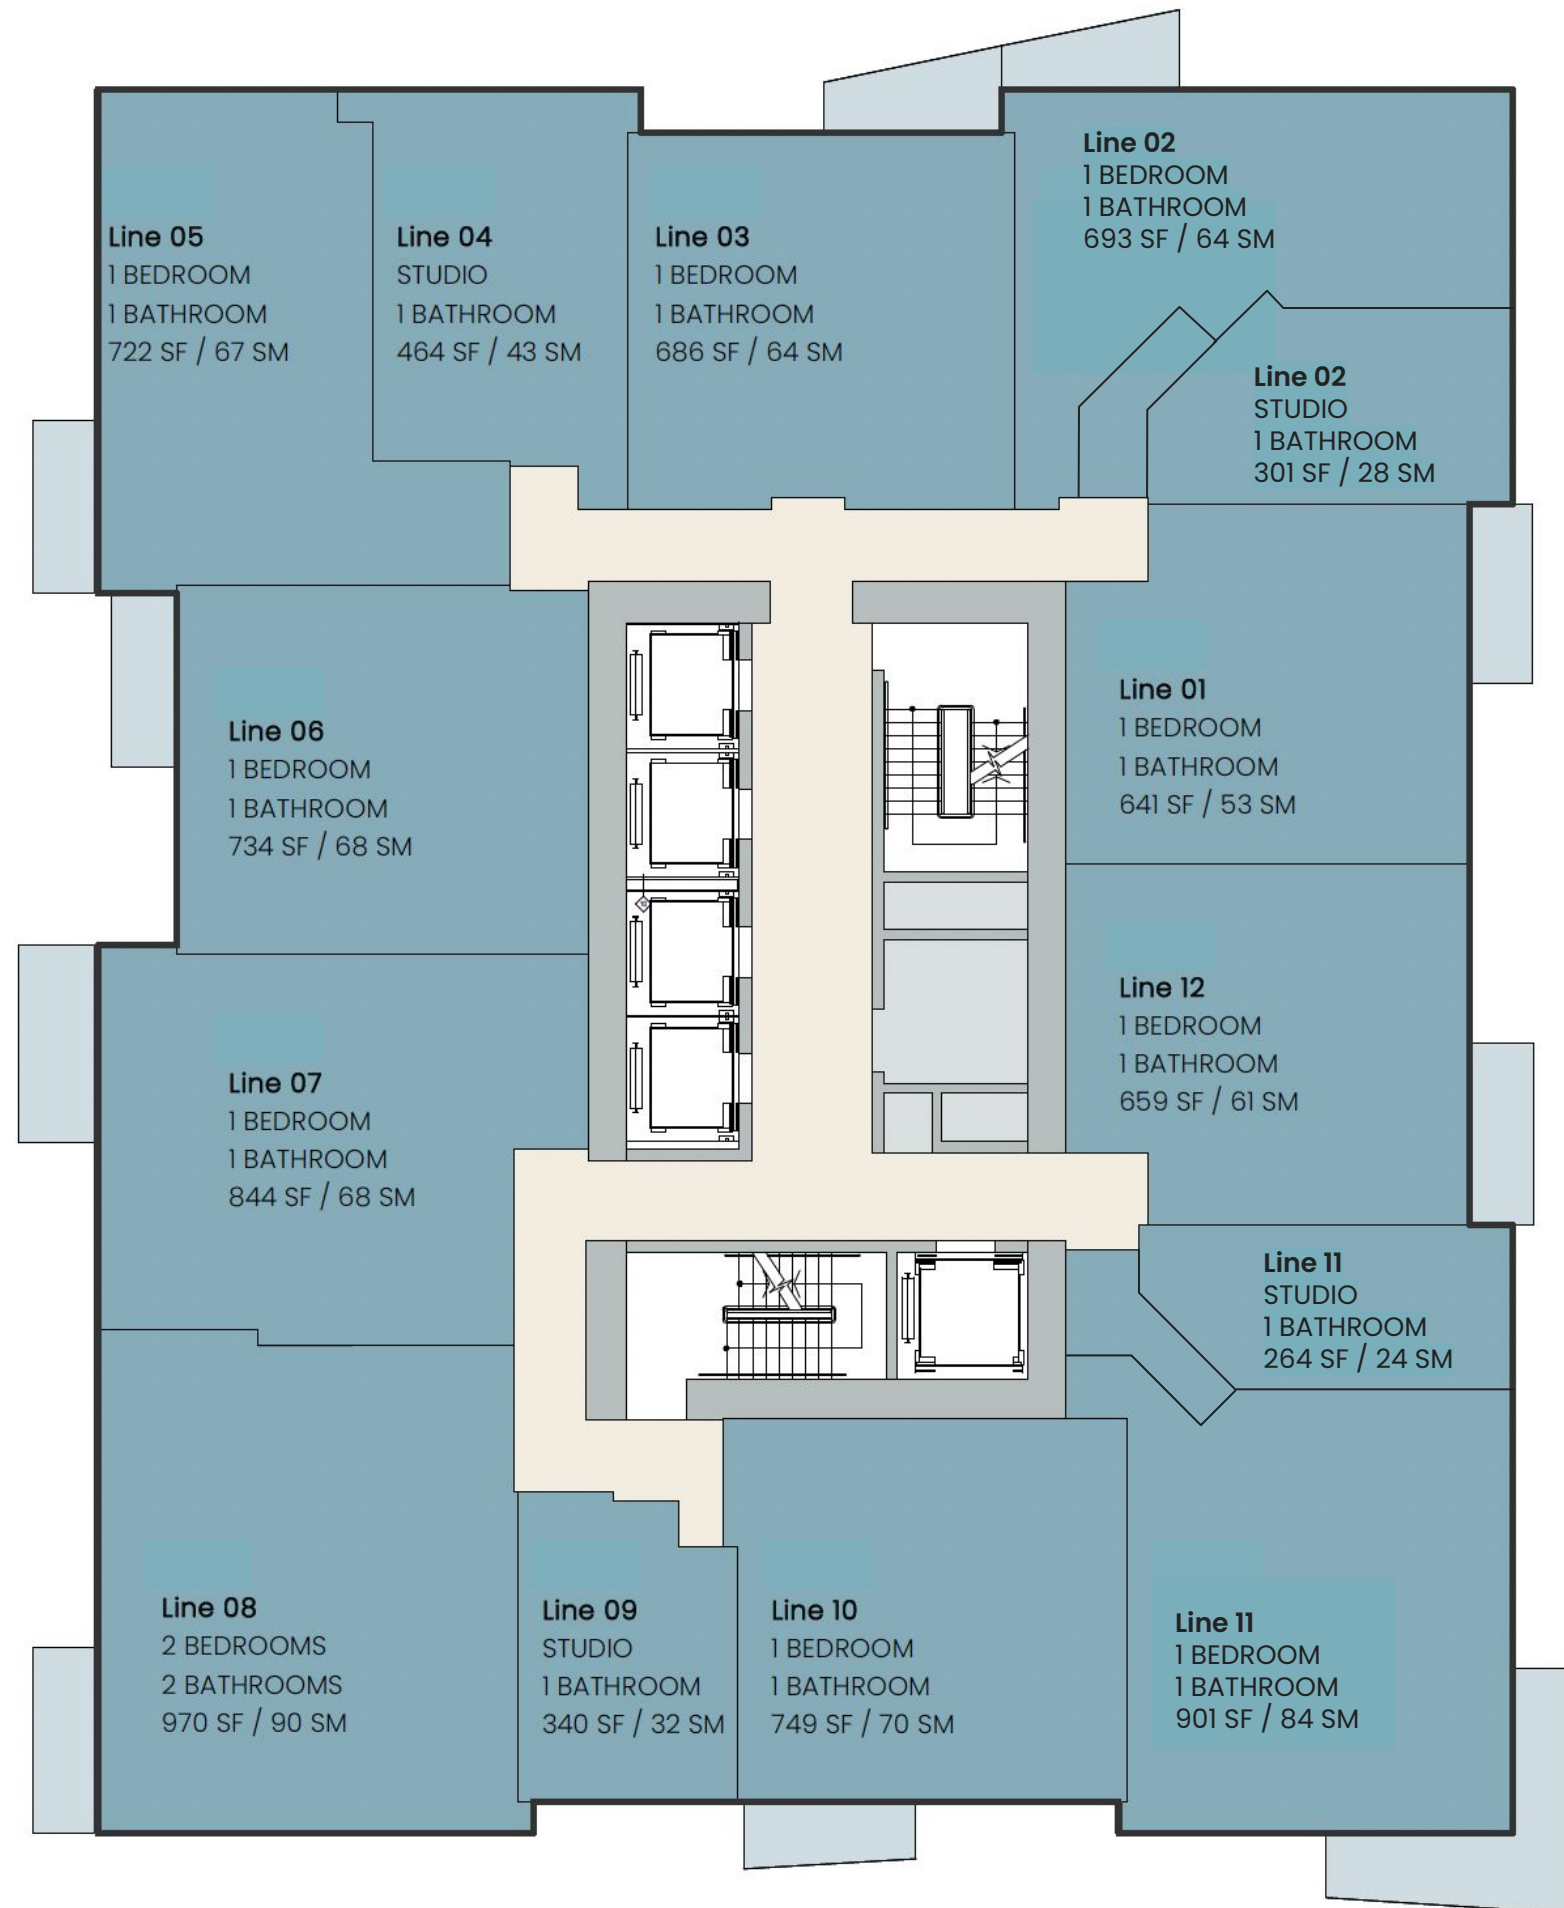 Line 02
1 BEDROOM
1 BATHROOM
693 SF / 64 SM
Line 05
1 BEDROOM
1 BATHROOM
722 SF / 67 SM
Line 04
STUDIO
1 BATHROOM
464 SF / 43 SM
Line 03
1 BEDROOM
1 BATHROOM
686 SF / 64 SM
Line 02
STUDIO
1 BATHROOM
301 SF / 28 SM
Line 06
1 BEDROOM
1 BATHROOM
734 SF / 68 SM
Line 01
1 BEDROOM
1 BATHROOM
641 SF / 53 SM
Line 07
1 BEDROOM
1 BATHROOM
844 SF / 68 SM
Line 12
1 BEDROOM
1 BATHROOM
659 SF / 61 SM
Line 11
STUDIO
1 BATHROOM
264 SF / 24 SM
Line 08
2 BEDROOMS
2 BATHROOMS
970 SF / 90 SM
Line 09
STUDIO
1 BATHROOM
340 SF / 32 SM
Line 10
1 BEDROOM
1 BATHROOM
749 SF / 70 SM
Line 11
1 BEDROOM
1 BATHROOM
901 SF / 84 SM